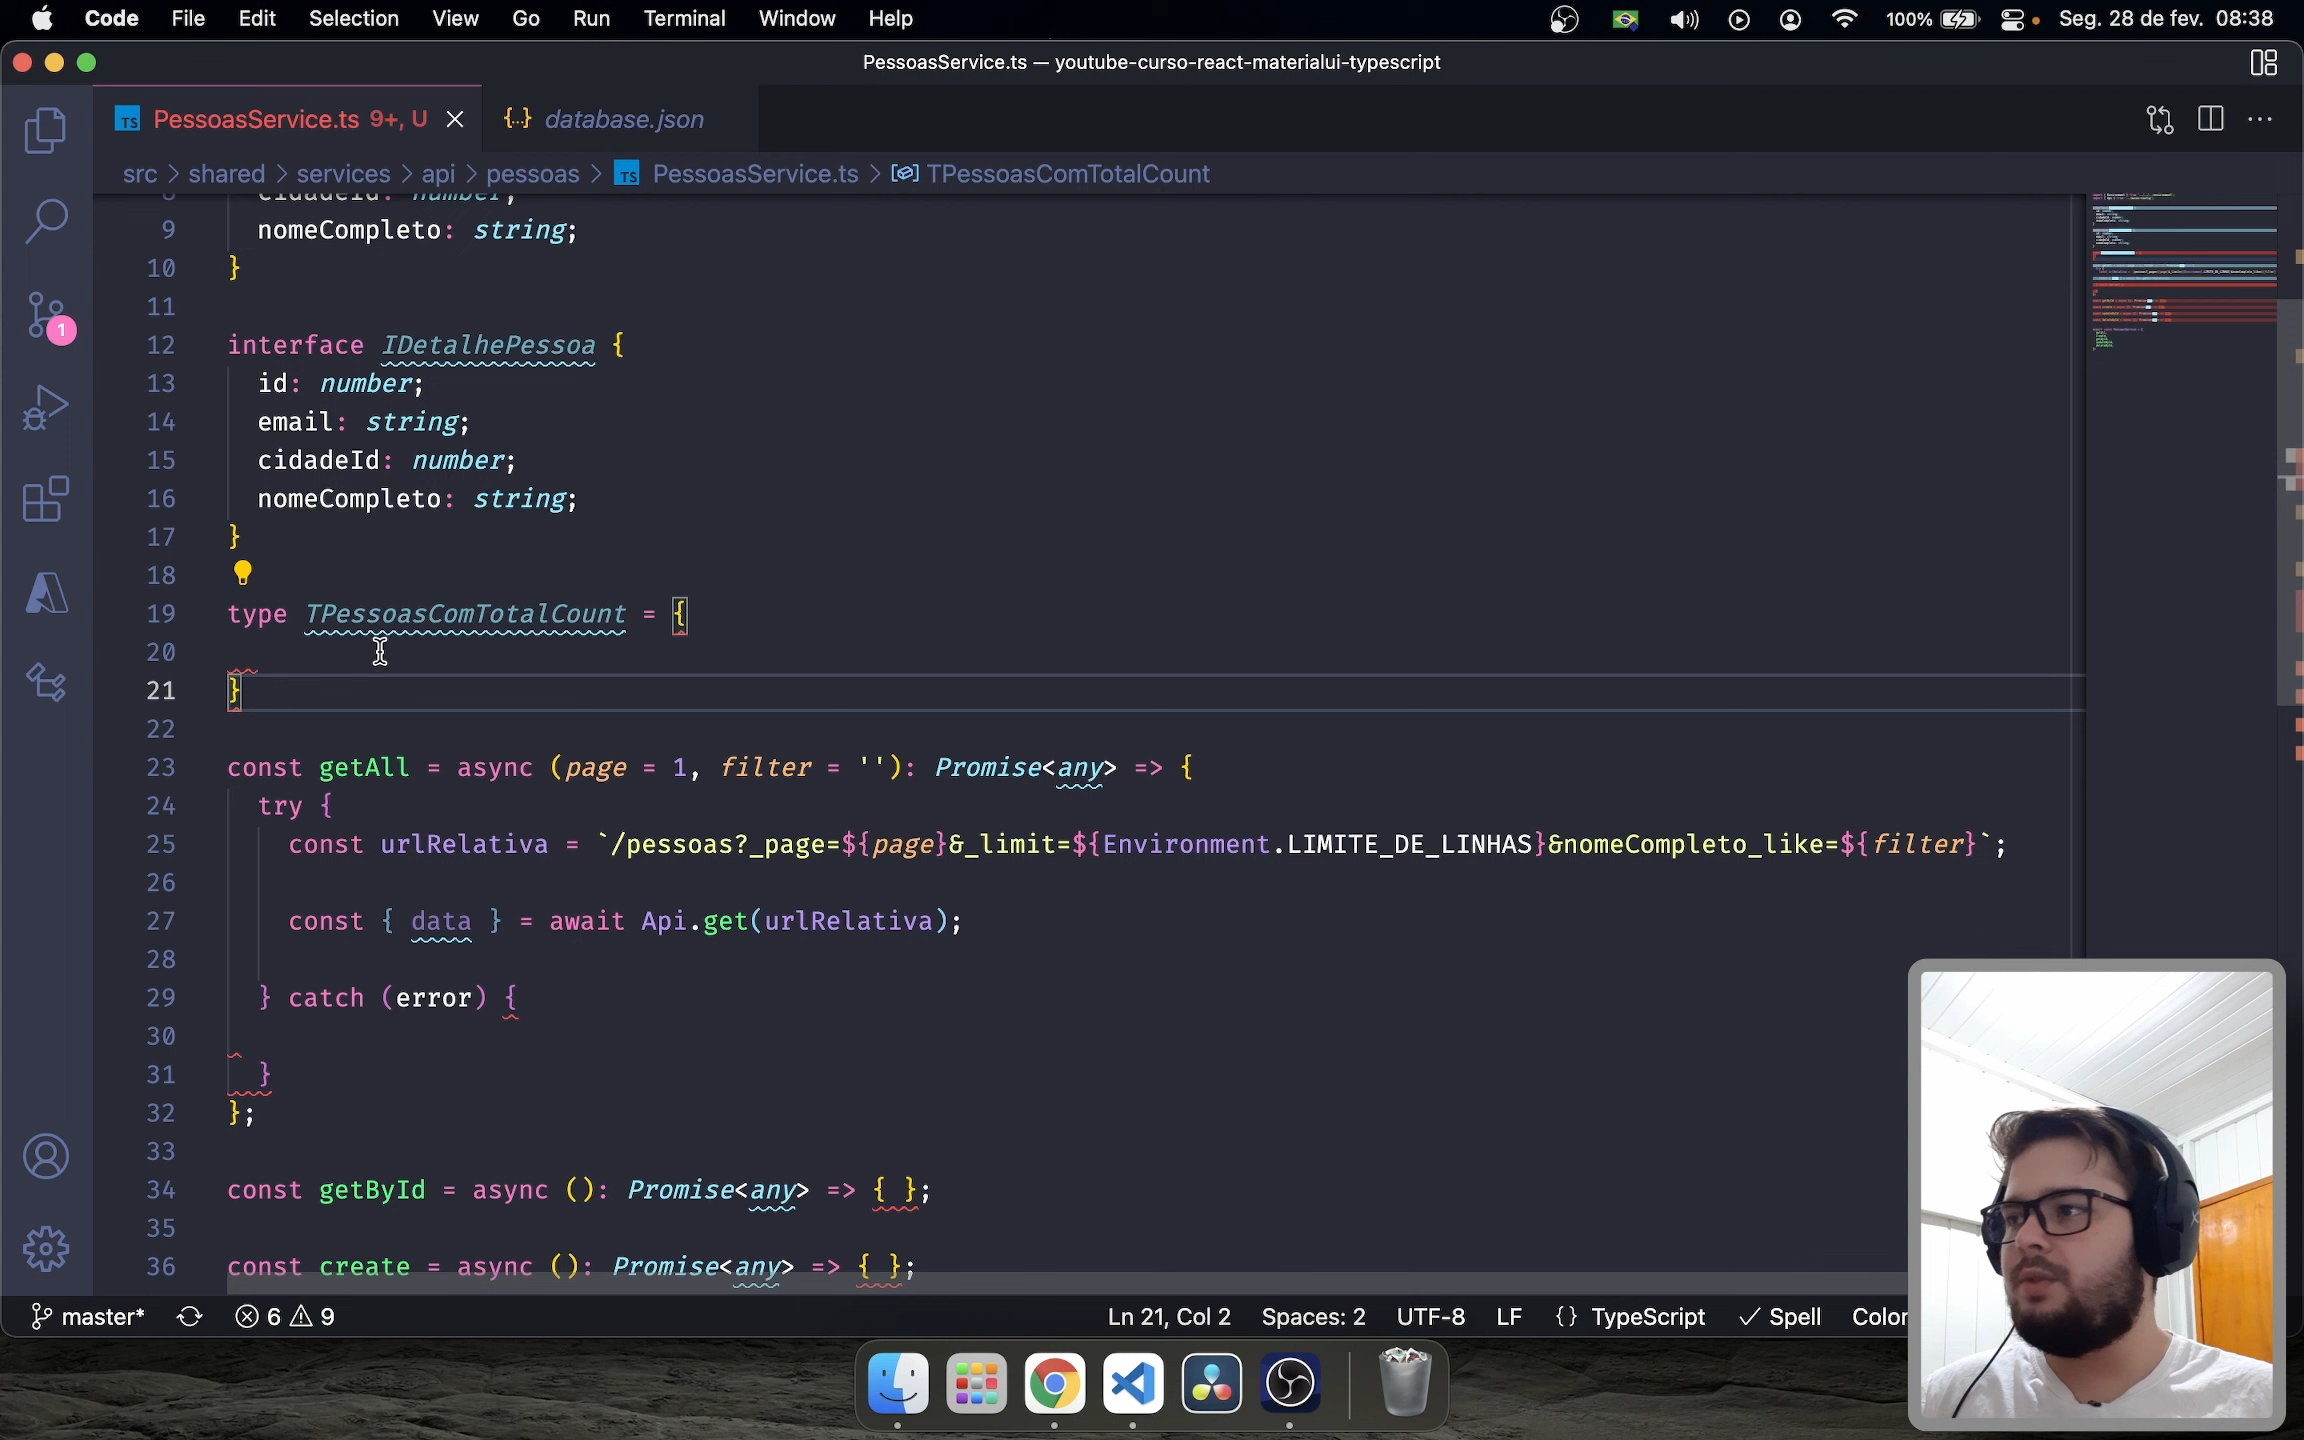 Code File Edit Selection View Go Run Terminal Window Help 100% Seg. 28 de fev. 08:38
PessoasService.ts — youtube-curso-react-materialui-typescript
TS PessoasService.ts 9+, U {..} database.json
src > shared > services > api > pessoas > TS PessoasService.ts > TPessoasComTotalCount
8 cidadeId: number;
9 nomeCompleto: string;
10 }
11
12 interface IDetalhePessoa {
13 id: number;
14 email: string;
15 cidadeId: number;
16 nomeCompleto: string;
17 }
18
19 type TPessoasComTotalCount = {
20
21 }
22
23 const getAll = async (page = 1, filter = ''): Promise<any> => {
24 try {
25 const urlRelativa = `/pessoas?_page=${page}&_limit=${Environment.LIMITE_DE_LINHAS}&nomeCompleto_like=${filter}`;
26
27 const { data } = await Api.get(urlRelativa);
28
29 } catch (error) {
30
31 }
32 };
33
34 const getById = async (): Promise<any> => { };
35
36 const create = async (): Promise<any> => { };
1
master* 6 9 Ln 21, Col 2 Spaces: 2 UTF-8 LF {} TypeScript Spell Color